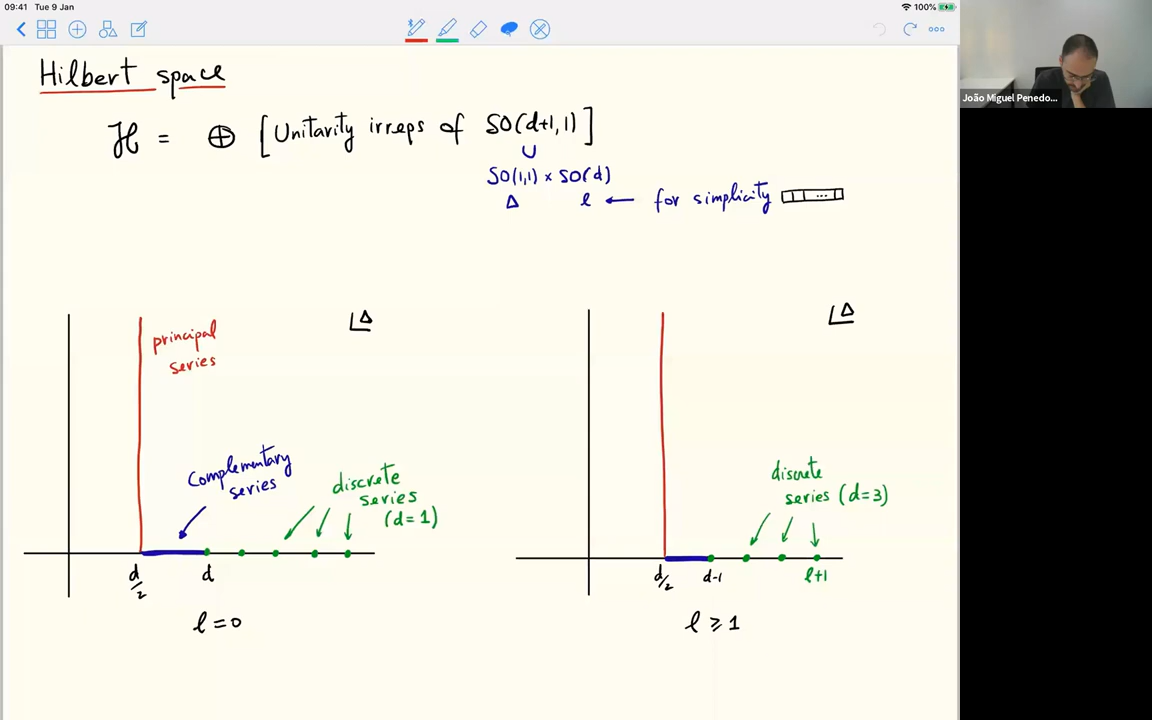 09:41 Tue 9 Jan
100%
João Miguel Penedo...
Hilbert space
ℋ = ⊕ [Unitarity irreps of SO(d+1,1)]
∪
SO(1,1) × SO(d)
Δ ℓ ← for simplicity
principal series
Δ
complementary series
discrete series (d=1)
d/2 d
ℓ = 0
Δ
discrete series (d=3)
d/2 d-1 ℓ+1
ℓ ⩾ 1